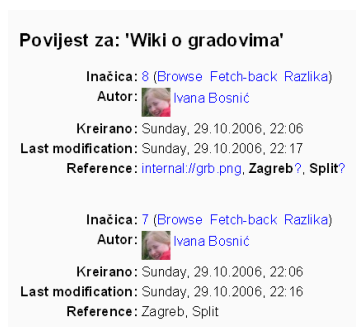 Povijest za: 'Wiki o gradovima'
Inačica: 8 (Browse Fetch-back Razlika)
Autor: Ivana Bosnić
Kreirano: Sunday, 29.10.2006, 22:06
Last modification: Sunday, 29.10.2006, 22:17
Reference: internal://grb.png, Zagreb?, Split?
Inačica: 7 (Browse Fetch-back Razlika)
Autor: Ivana Bosnić
Kreirano: Sunday, 29.10.2006, 22:06
Last modification: Sunday, 29.10.2006, 22:16
Reference: Zagreb, Split